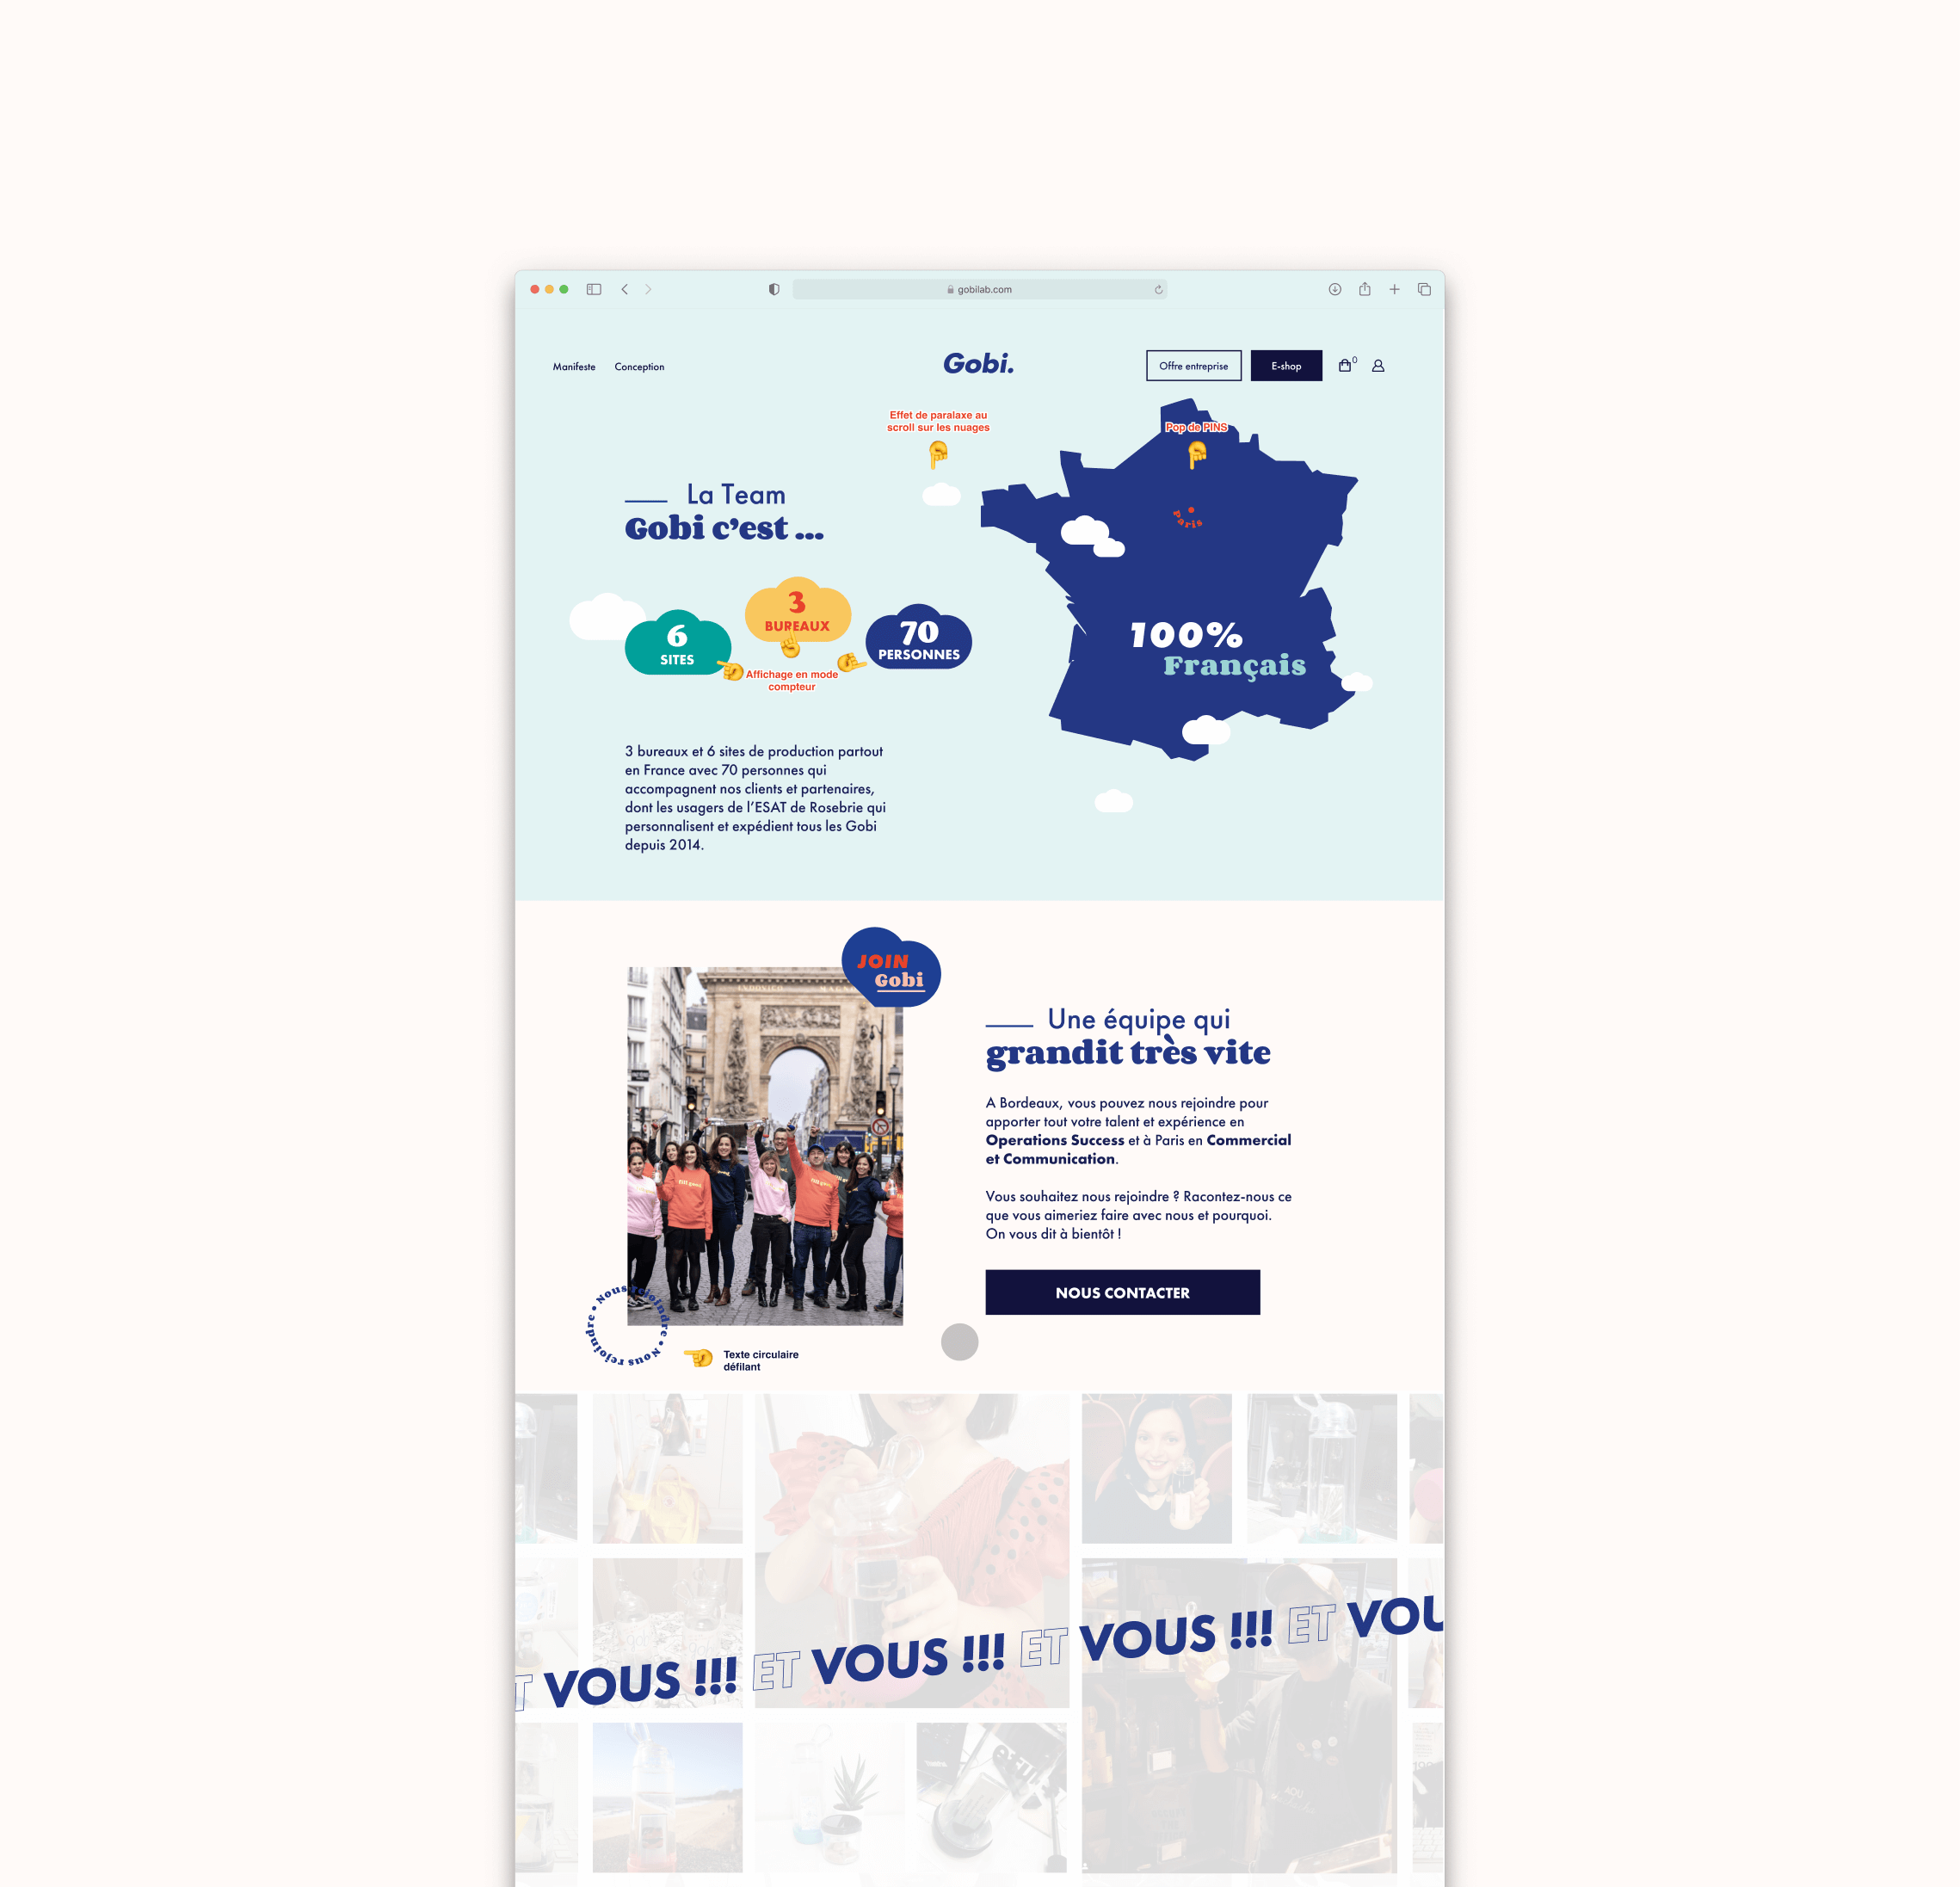 gobilab.com
Manifeste
Conception
Gobi.
Offre entreprise
E-shop
0
Effet de paralaxe au
scroll sur les nuages
Pop de PINS
La Team
Gobi c’est ...
Paris
3
BUREAUX
6
SITES
70
PERSONNES
Affichage en mode
compteur
100%
Français
3 bureaux et 6 sites de production partout
en France avec 70 personnes qui
accompagnent nos clients et partenaires,
dont les usagers de l’ESAT de Rosebrie qui
personnalisent et expédient tous les Gobi
depuis 2014.
JOIN
Gobi
Une équipe qui
grandit très vite
A Bordeaux, vous pouvez nous rejoindre pour
apporter tout votre talent et expérience en
Operations Success et à Paris en Commercial
et Communication.
Vous souhaitez nous rejoindre ? Racontez-nous ce
que vous aimeriez faire avec nous et pourquoi.
On vous dit à bientôt !
NOUS CONTACTER
Nous rejoindre • Nous rejoindre •
Texte circulaire
défilant
ET VOUS !!! ET VOUS !!! ET VOUS !!! ET VOU